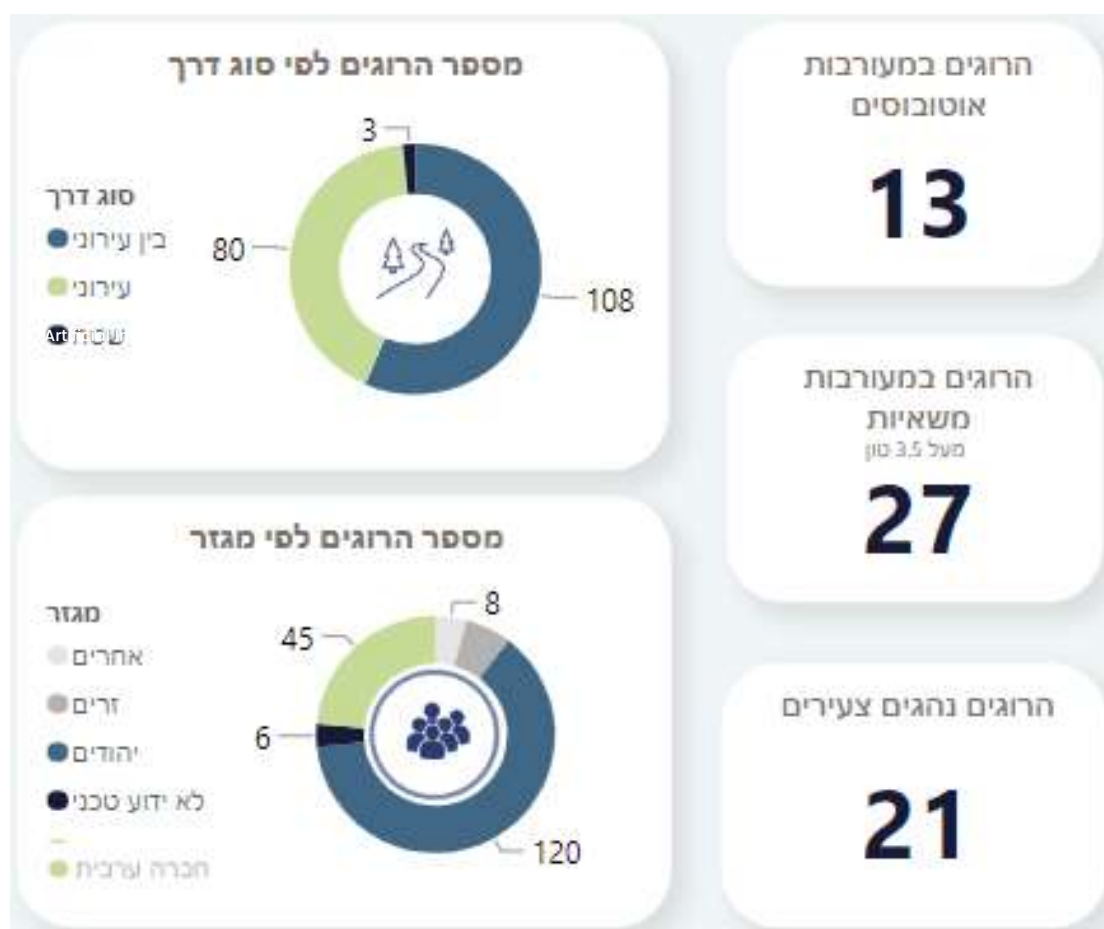 הרוגים במעורבות
אוטובוסים
13
הרוגים במעורבות
משאיות
מעל 3.5 טון
27
הרוגים נהגים צעירים
21
מספר הרוגים לפי סוג דרך
3
80
108
סוג דרך
בין עירוני
עירוני
מספר הרוגים לפי מגזר
8
45
6
120
מגזר
אחרים
זרים
יהודים
לא ידוע טכני
חברה ערבית